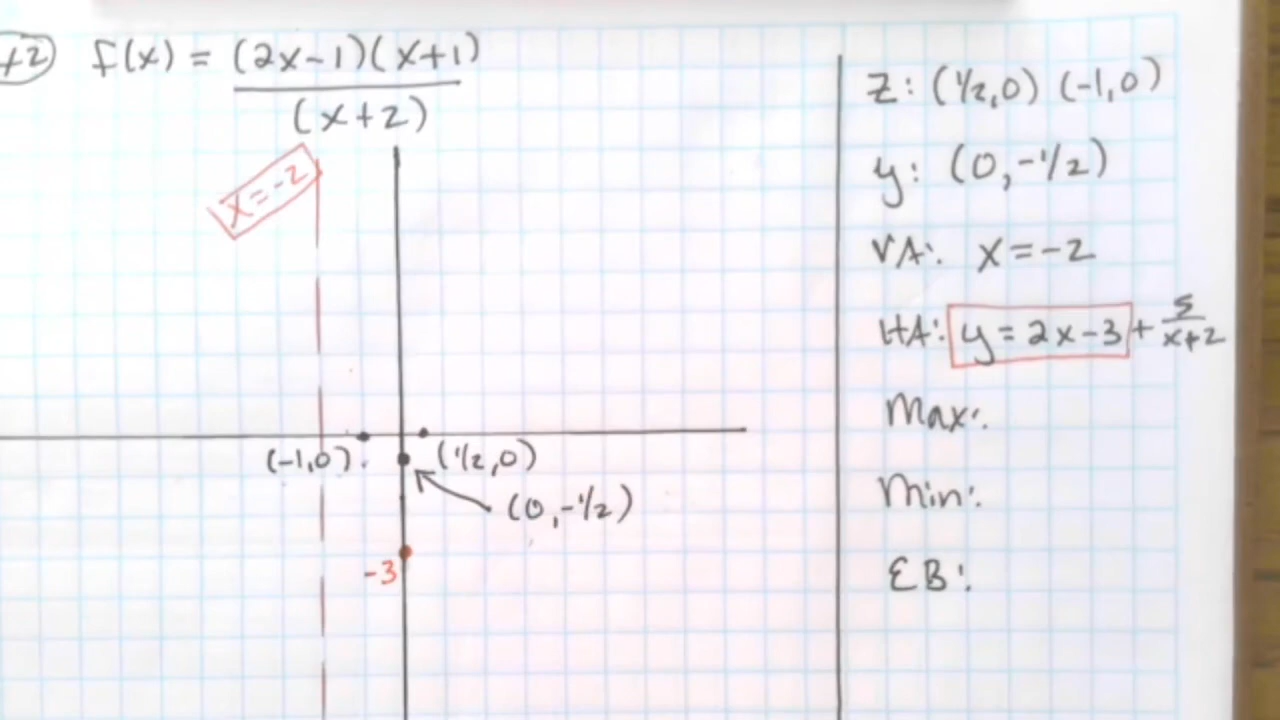 +2) f(x) = (2x-1)(x+1)
(x+2)
x=-2
(-1,0)
(1/2,0)
(0,-1/2)
-3
Z: (1/2,0) (-1,0)
y: (0,-1/2)
VA: x=-2
HA: y=2x-3 + 5/x+2
Max:
Min:
EB: